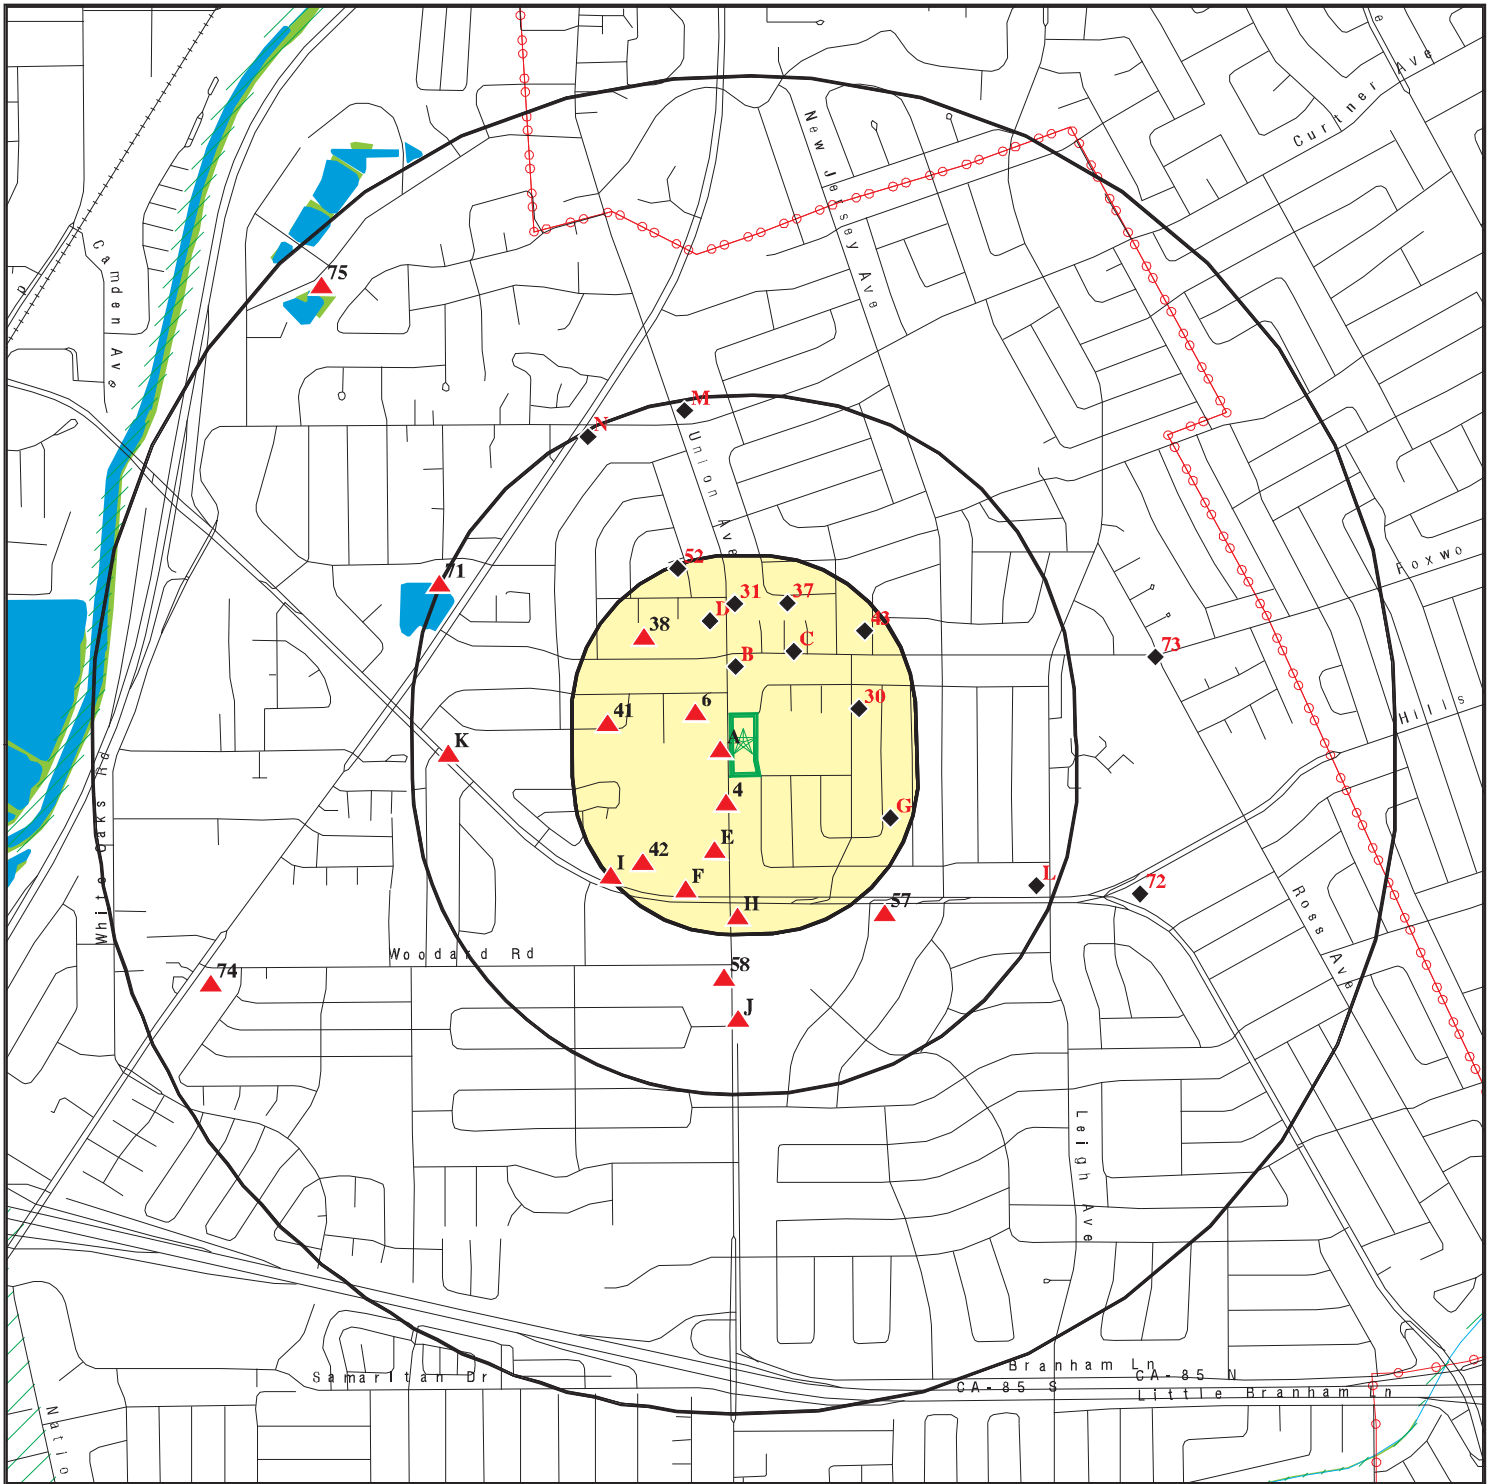 Curtner Ave
New Jersey Ave
Camden Ave
P
75
M
N
Union Ave
Foxwo
52
71
31
37
38
43
C
73
B
6
41
30
Hills
A
K
4
G
White Oaks Rd
E
42
I
F
L
72
H
57
Ross Ave
Woodard Rd
58
74
J
Leigh Ave
Branham Ln
CA-85 N
Samaritan Dr
CA-85 S
Little Branham Ln
Natio